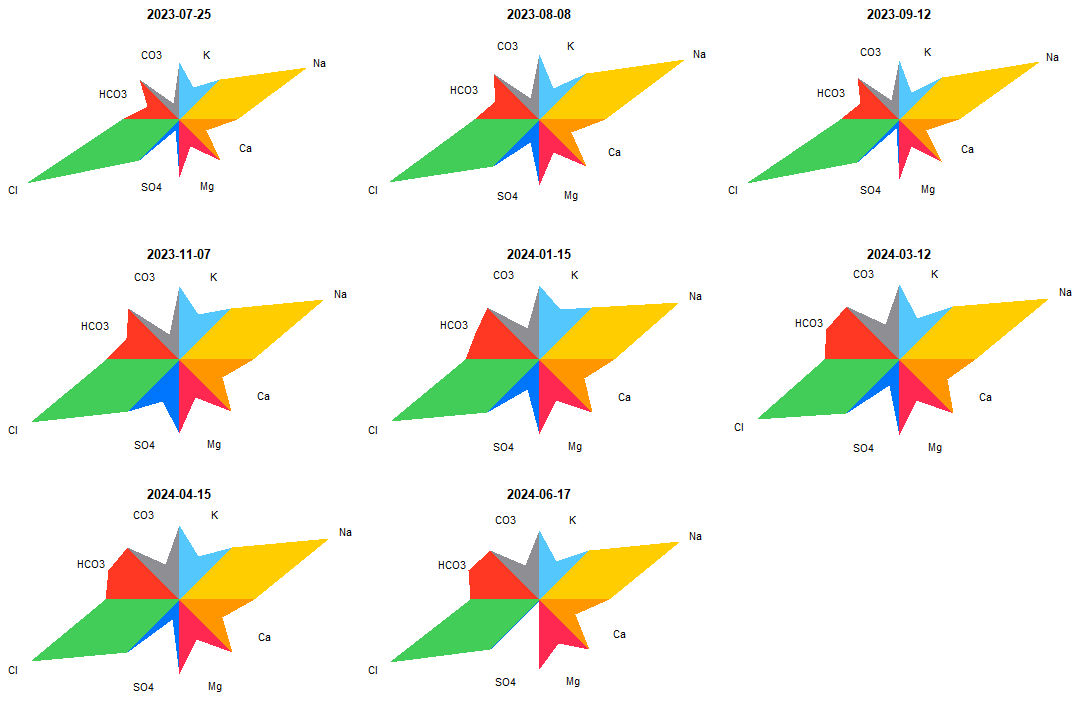 2023-07-25
CO3
K
Na
HCO3
Ca
Cl
SO4
Mg
2023-08-08
CO3
K
Na
HCO3
Ca
Cl
SO4
Mg
2023-09-12
CO3
K
Na
HCO3
Ca
Cl
SO4
Mg
2023-11-07
CO3
K
Na
HCO3
Ca
Cl
SO4
Mg
2024-01-15
CO3
K
Na
HCO3
Ca
Cl
SO4
Mg
2024-03-12
CO3
K
Na
HCO3
Ca
Cl
SO4
Mg
2024-04-15
CO3
K
Na
HCO3
Ca
Cl
SO4
Mg
2024-06-17
CO3
K
Na
HCO3
Ca
Cl
SO4
Mg